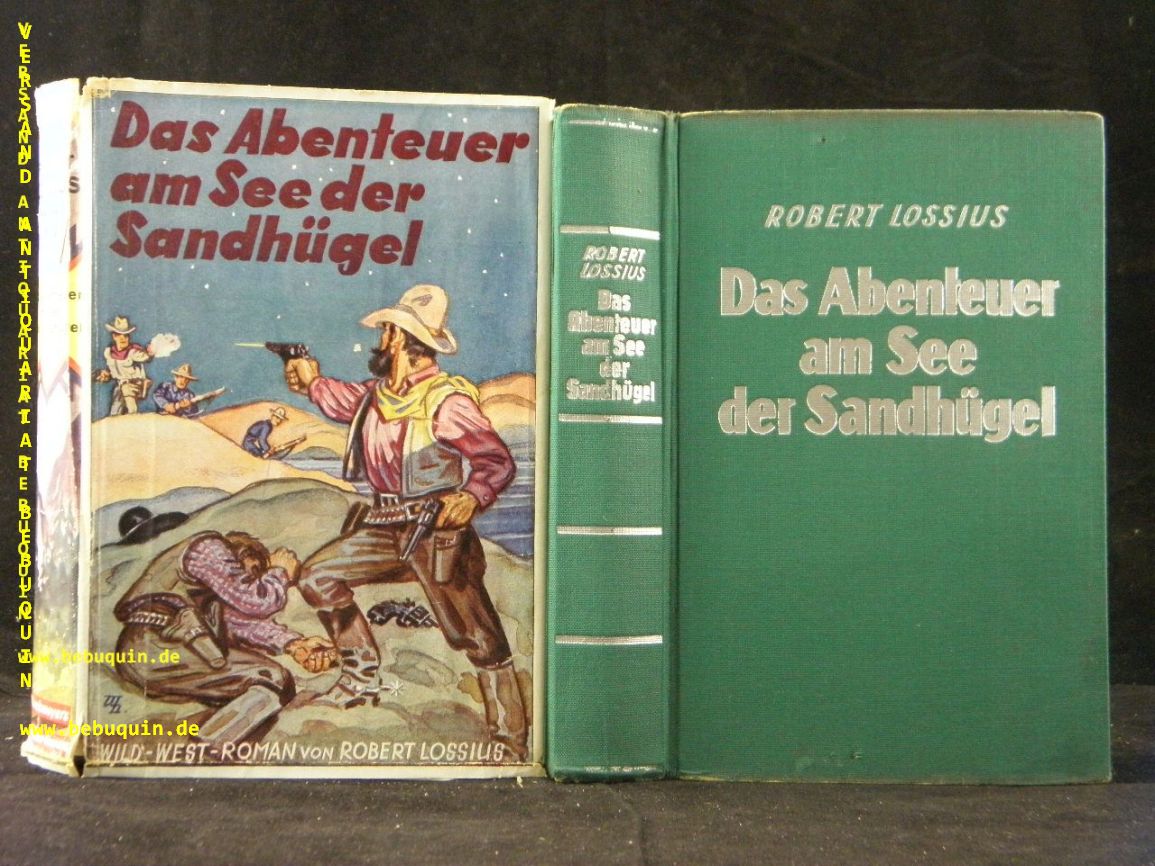 VERSAND ANTIQUARIAT BEBUQUIN
www.bebuquin.de
www.bebuquin.de
Das Abenteuer
am See der
Sandhügel
WILD-WEST-ROMAN VON ROBERT LOSSIUS
ROBERT
LOSSIUS
Das
Abenteuer
am See
der
Sandhügel
ROBERT LOSSIUS
Das Abenteuer
am See
der Sandhügel